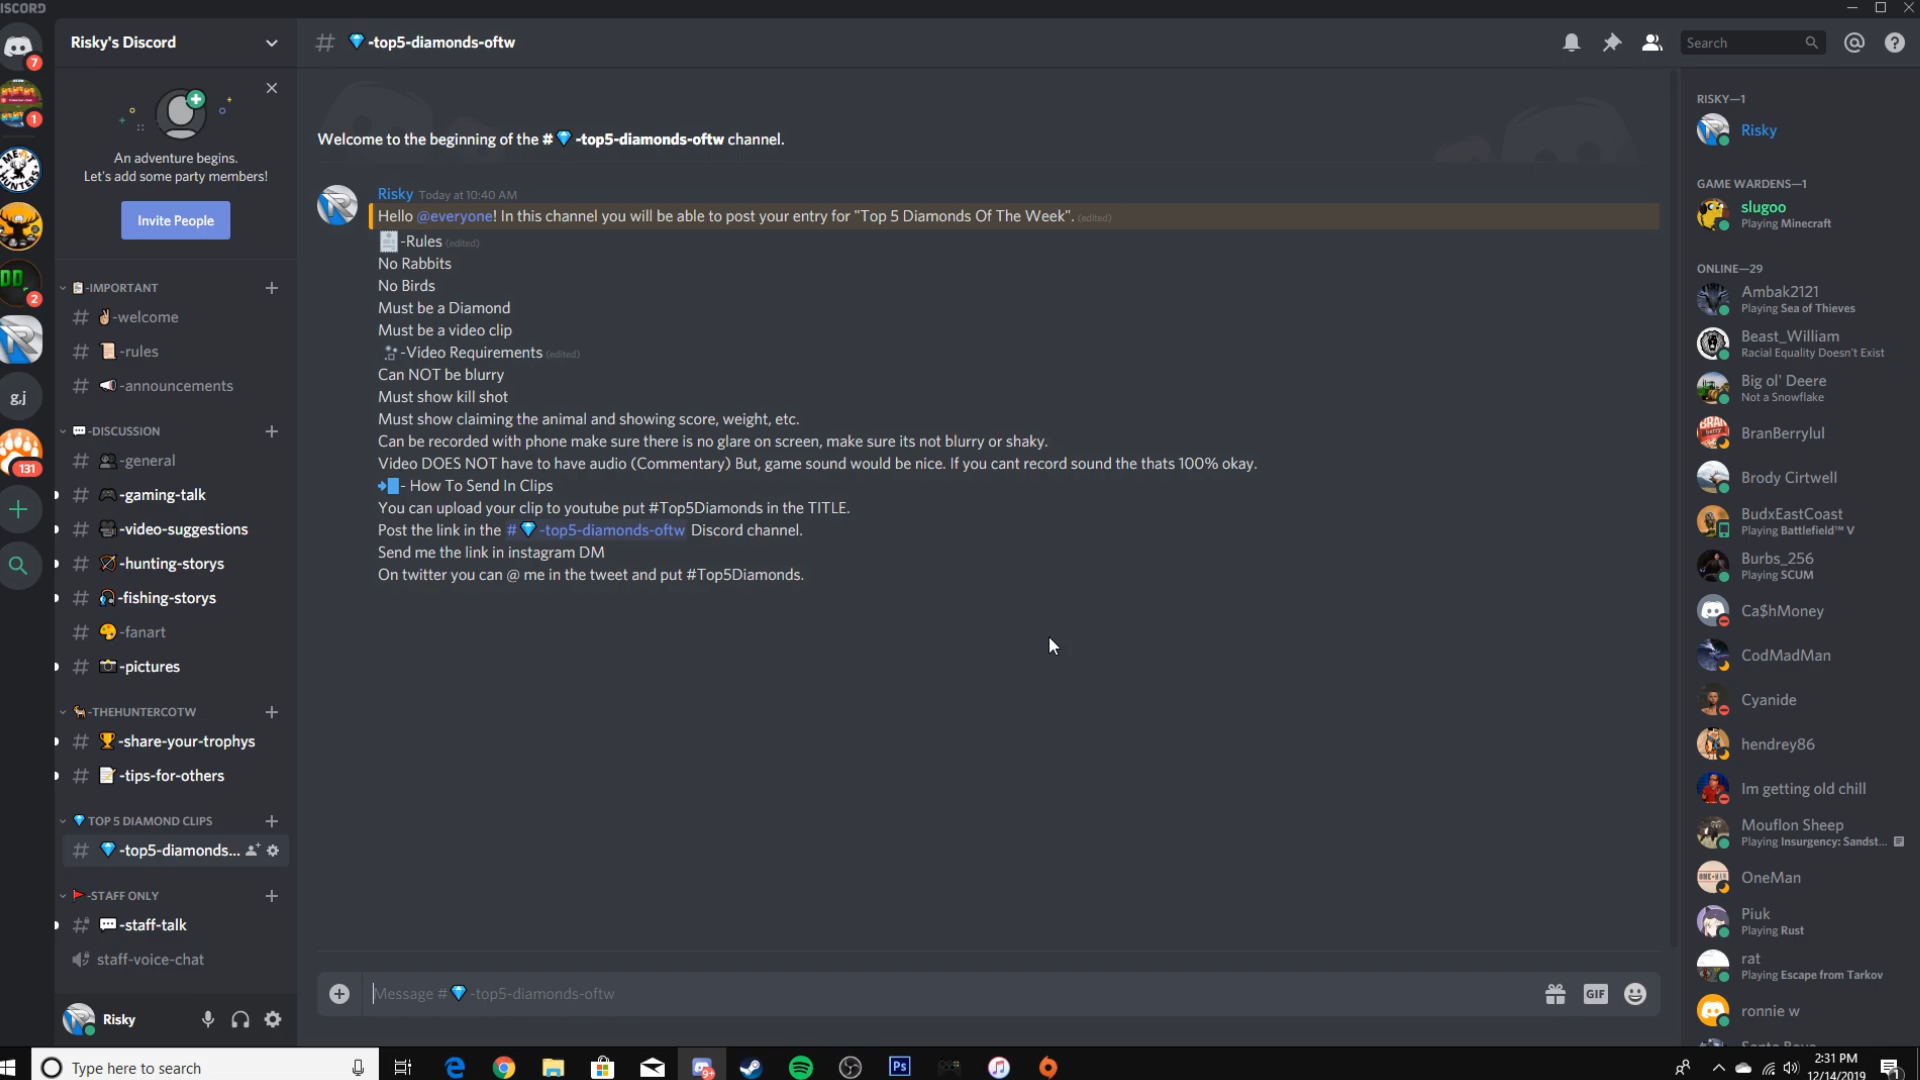 ISCORD
Risky's Discord
# -top5-diamonds-oftw
Search
7
1
2
g,j
131
An adventure begins.
Let's add some party members!
Invite People
-IMPORTANT
-welcome
-rules
-announcements
-DISCUSSION
-general
-gaming-talk
-video-suggestions
-hunting-storys
-fishing-storys
-fanart
-pictures
-THEHUNTERCOTW
-share-your-trophys
-tips-for-others
TOP 5 DIAMOND CLIPS
-top5-diamonds...
-STAFF ONLY
-staff-talk
staff-voice-chat
Risky
Welcome to the beginning of the # 💎 -top5-diamonds-oftw channel.
Risky Today at 10:40 AM
Hello @everyone! In this channel you will be able to post your entry for "Top 5 Diamonds Of The Week". (edited)
-Rules (edited)
No Rabbits
No Birds
Must be a Diamond
Must be a video clip
-Video Requirements (edited)
Can NOT be blurry
Must show kill shot
Must show claiming the animal and showing score, weight, etc.
Can be recorded with phone make sure there is no glare on screen, make sure its not blurry or shaky.
Video DOES NOT have to have audio (Commentary) But, game sound would be nice. If you cant record sound the thats 100% okay.
- How To Send In Clips
You can upload your clip to youtube put #Top5Diamonds in the TITLE.
Post the link in the # 💎 -top5-diamonds-oftw Discord channel.
Send me the link in instagram DM
On twitter you can @ me in the tweet and put #Top5Diamonds.
Message # 💎 -top5-diamonds-oftw
GIF
RISKY—1
Risky
GAME WARDENS—1
slugoo
Playing Minecraft
ONLINE—29
Ambak2121
Playing Sea of Thieves
Beast_William
Racial Equality Doesn't Exist
Big ol' Deere
Not a Snowflake
BranBerrylul
Brody Cirtwell
BudxEastCoast
Playing Battlefield™ V
Burbs_256
Playing SCUM
Ca$hMoney
CodMadMan
Cyanide
hendrey86
Im getting old chill
Mouflon Sheep
Playing Insurgency: Sandst...
OneMan
Piuk
Playing Rust
rat
Playing Escape from Tarkov
ronnie w
Type here to search
9+
Ps
2:31 PM
12/14/2019
1